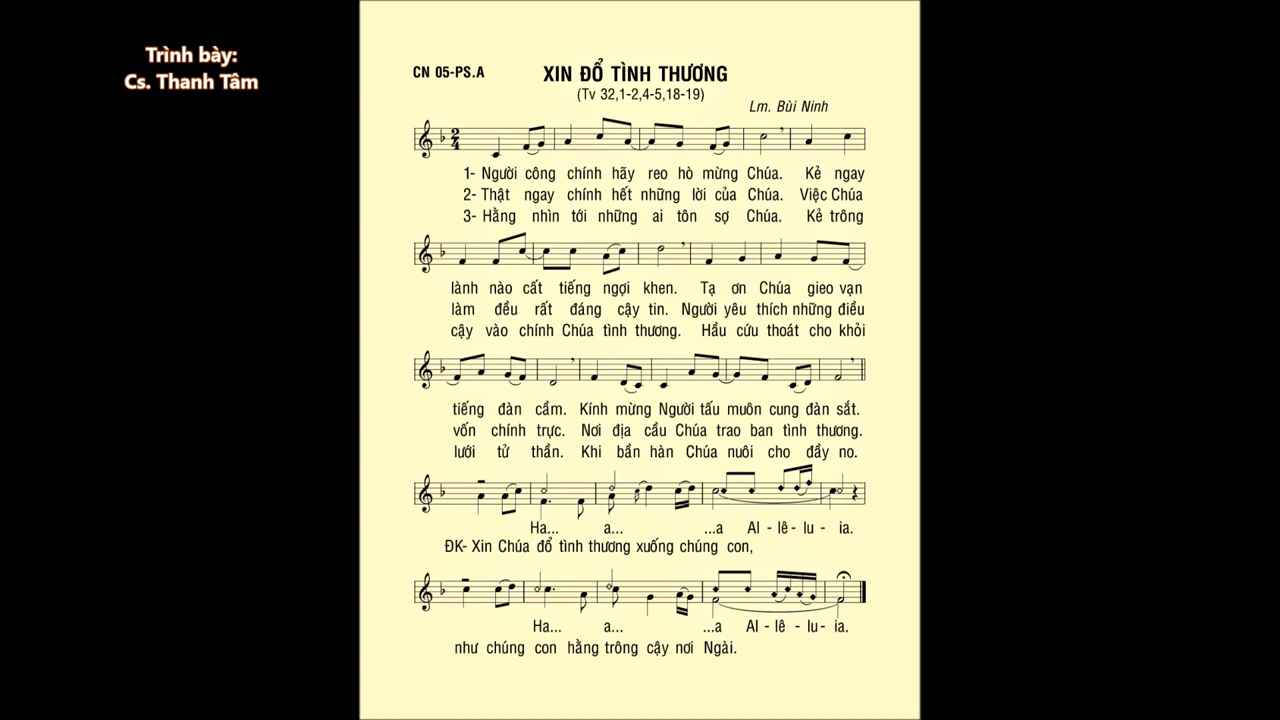 Trình bày:
Cs. Thanh Tâm
CN 05-PS.A
XIN ĐỔ TÌNH THƯƠNG
(Tv 32,1-2,4-5,18-19)
Lm. Bùi Ninh
1- Người công chính hãy reo hò mừng Chúa. Kẻ ngay
2- Thật ngay chính hết những lời của Chúa. Việc Chúa
3- Hằng nhìn tới những ai tôn sợ Chúa. Kẻ trông
lành nào cất tiếng ngợi khen. Tạ ơn Chúa gieo vạn
làm đều rất đáng cậy tin. Người yêu thích những điều
cậy vào chính Chúa tình thương. Hầu cứu thoát cho khỏi
tiếng đàn cầm. Kính mừng Người tấu muôn cung đàn sắt.
vốn chính trực. Nơi địa cầu Chúa trao ban tình thương.
lưới tử thần. Khi bần hàn Chúa nuôi cho đầy no.
Ha... a... ...a Al - lê - lu - ia.
ĐK- Xin Chúa đổ tình thương xuống chúng con,
Ha... a... ...a Al - lê - lu - ia.
như chúng con hằng trông cậy nơi Ngài.